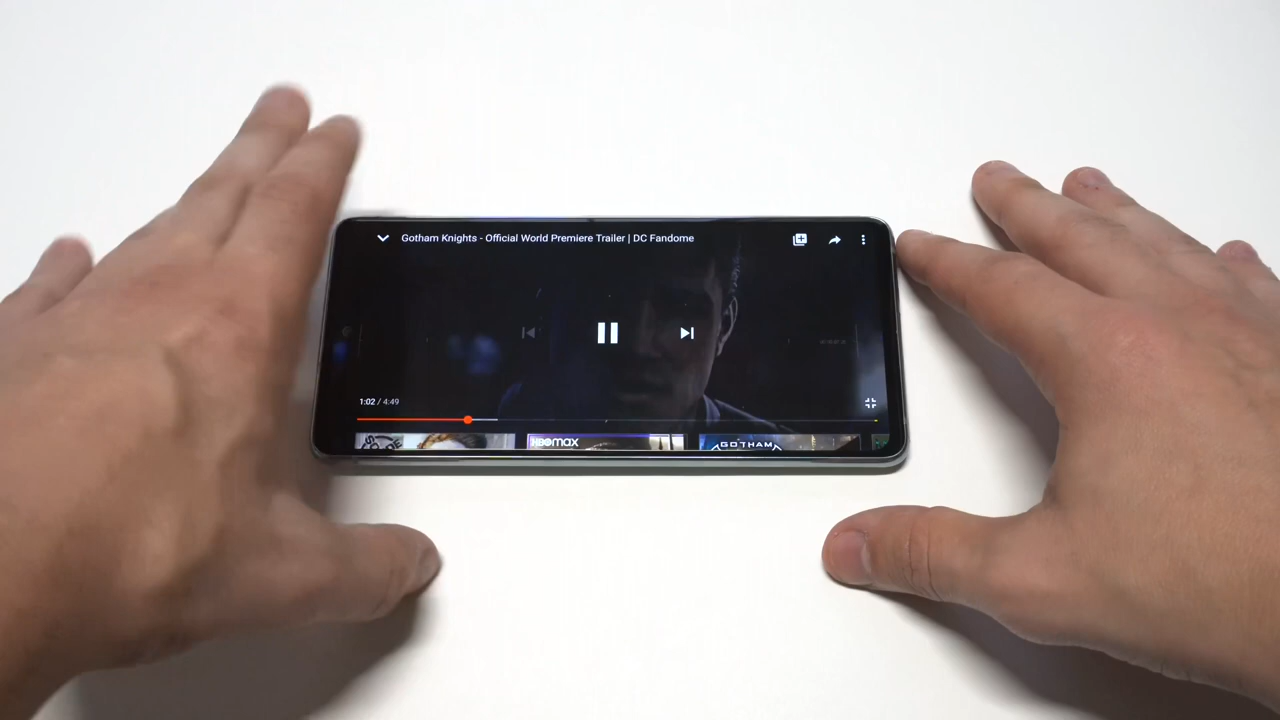 Gotham Knights - Official World Premiere Trailer | DC Fandome
1:02 / 4:49
HBOMAX
GOTHAM